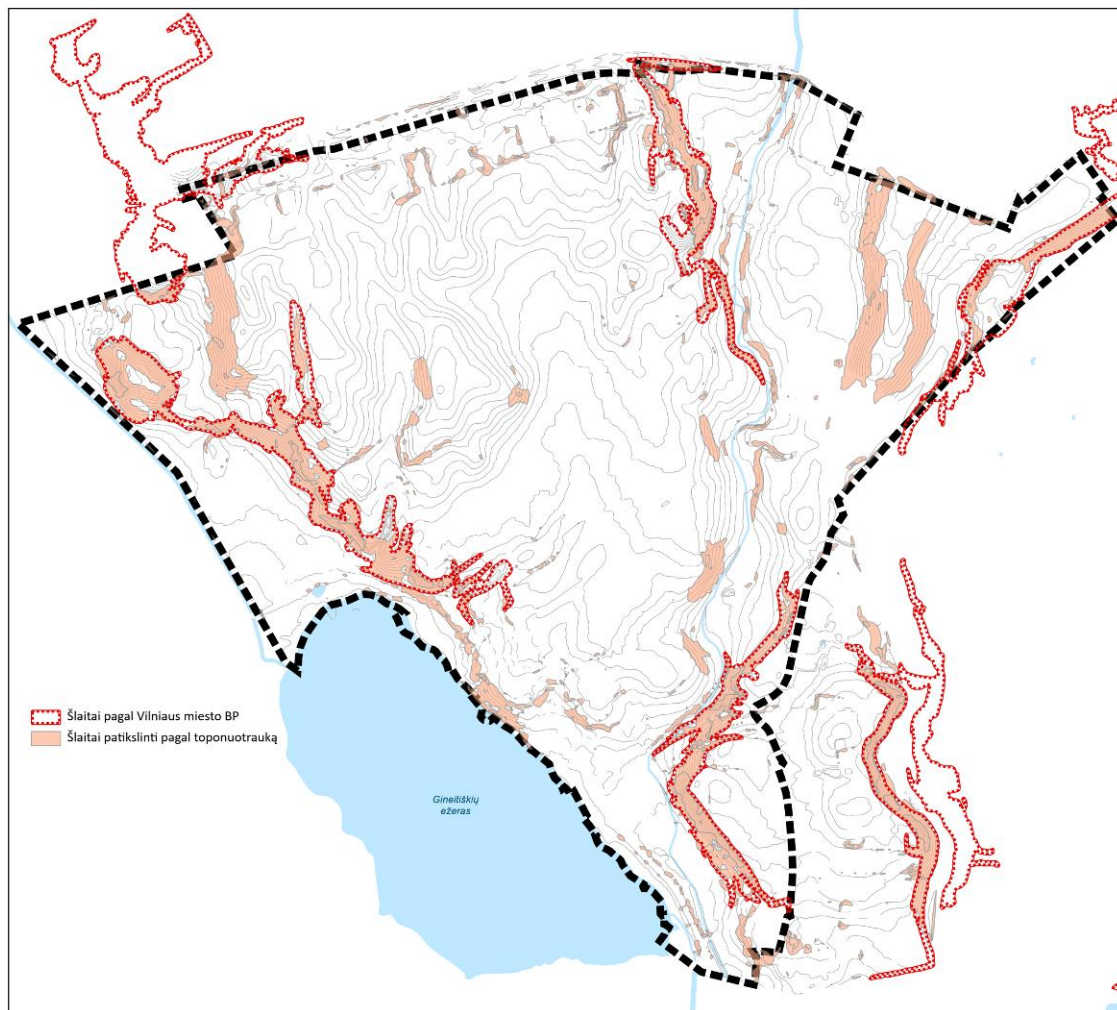 Šlaitai pagal Vilniaus miesto BP
Šlaitai patikslinti pagal toponuotrauką
Gineitiškių
ežeras